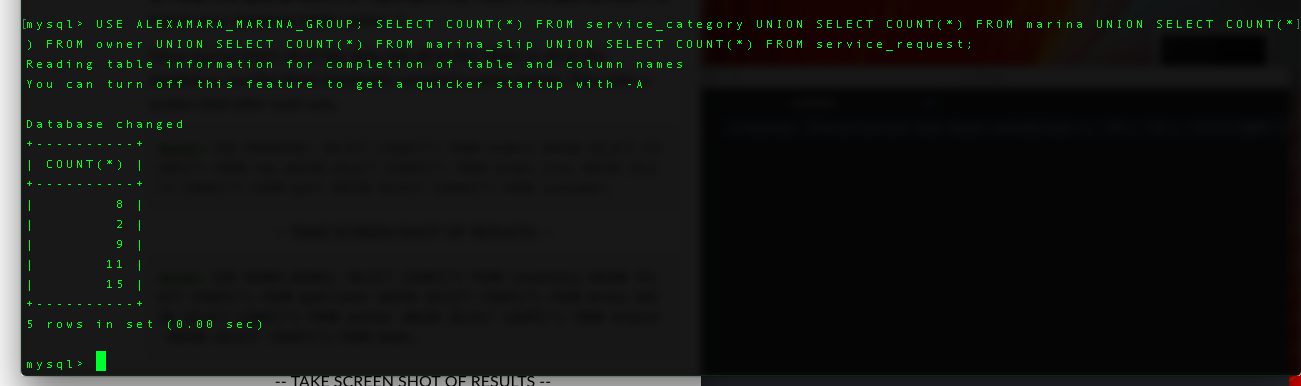 [mysql> USE ALEXAMARA_MARINA_GROUP; SELECT COUNT(*) FROM service_category UNION SELECT COUNT(*) FROM marina UNION SELECT COUNT(*]
) FROM owner UNION SELECT COUNT(*) FROM marina_slip UNION SELECT COUNT(*) FROM service_request;
Reading table information for completion of table and column names
You can turn off this feature to get a quicker startup with -A
Database changed
+----------+
| COUNT(*) |
+----------+
|        8 |
|        2 |
|        9 |
|       11 |
|       15 |
+----------+
5 rows in set (0.00 sec)
mysql>
-- TAKE SCREEN SHOT OF RESULTS --